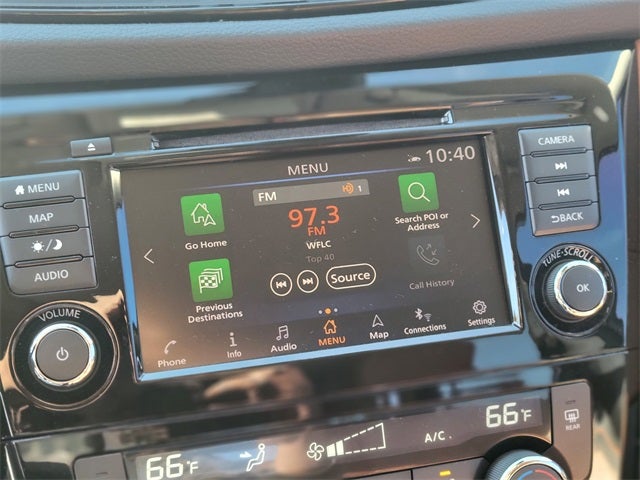 MENU
10:40
CAMERA
MENU
FM
HD 1
97.3
FM
WFLC
Top 40
Go Home
Search POI or
Address
MAP
BACK
AUDIO
Source
Previous
Destinations
Call History
TUNE·SCROLL
OK
VOLUME
Phone
Info
Audio
MENU
Map
Connections
Settings
66°F
A/C
66°F
REAR